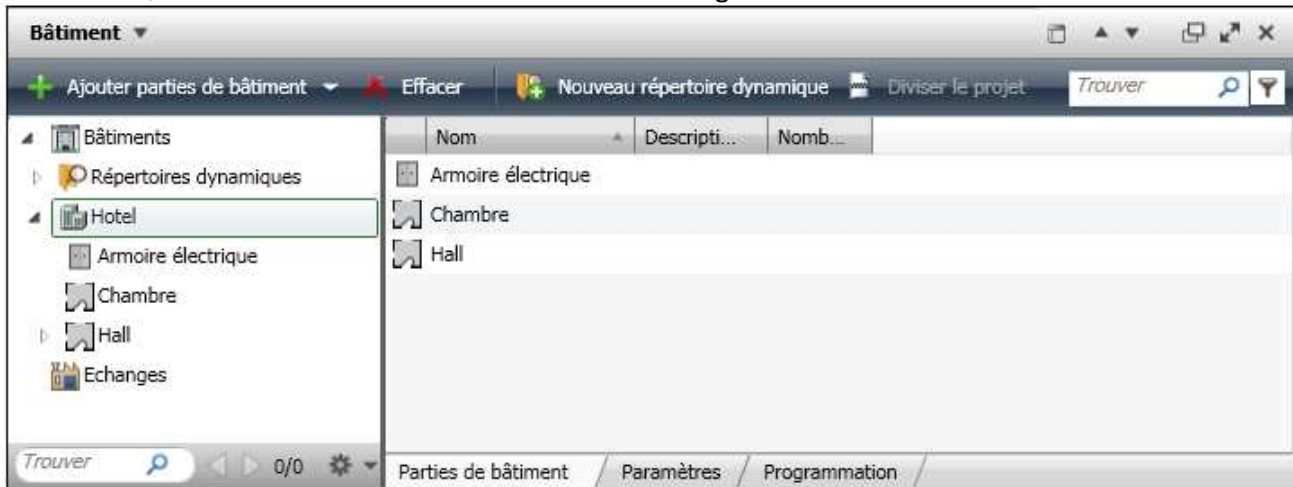 Bâtiment
Ajouter parties de bâtiment Effacer Nouveau répertoire dynamique Diviser le projet Trouver
Bâtiments
Répertoires dynamiques
Hotel
Armoire électrique
Chambre
Hall
Echanges
Trouver 0/0
Nom Descripti... Nomb...
Armoire électrique
Chambre
Hall
Parties de bâtiment Paramètres Programmation